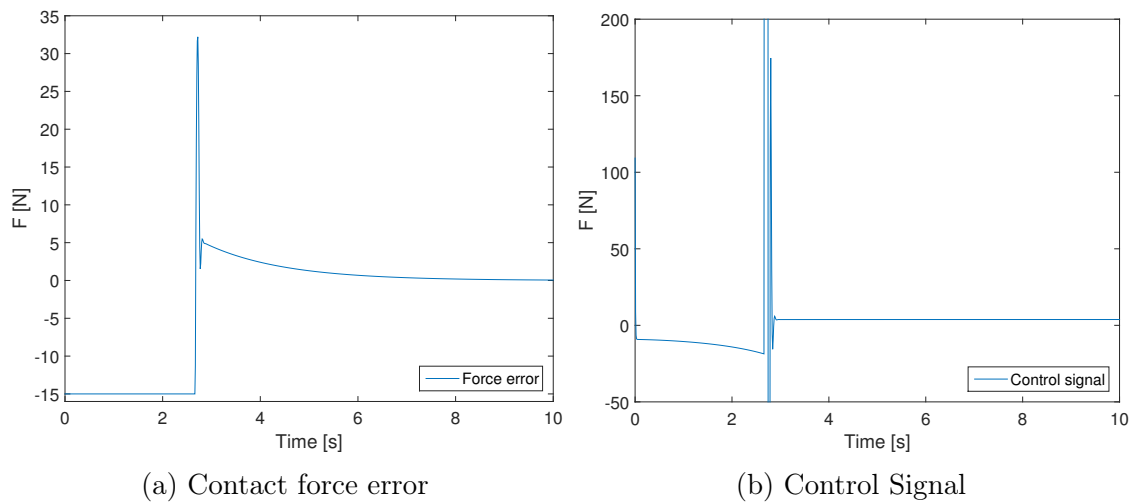 35
30
25
20
15
10
5
0
-5
-10
-15
F [N]
0 2 4 6 8 10
Time [s]
Force error
(a) Contact force error
200
150
100
50
0
-50
F [N]
0 2 4 6 8 10
Time [s]
Control signal
(b) Control Signal